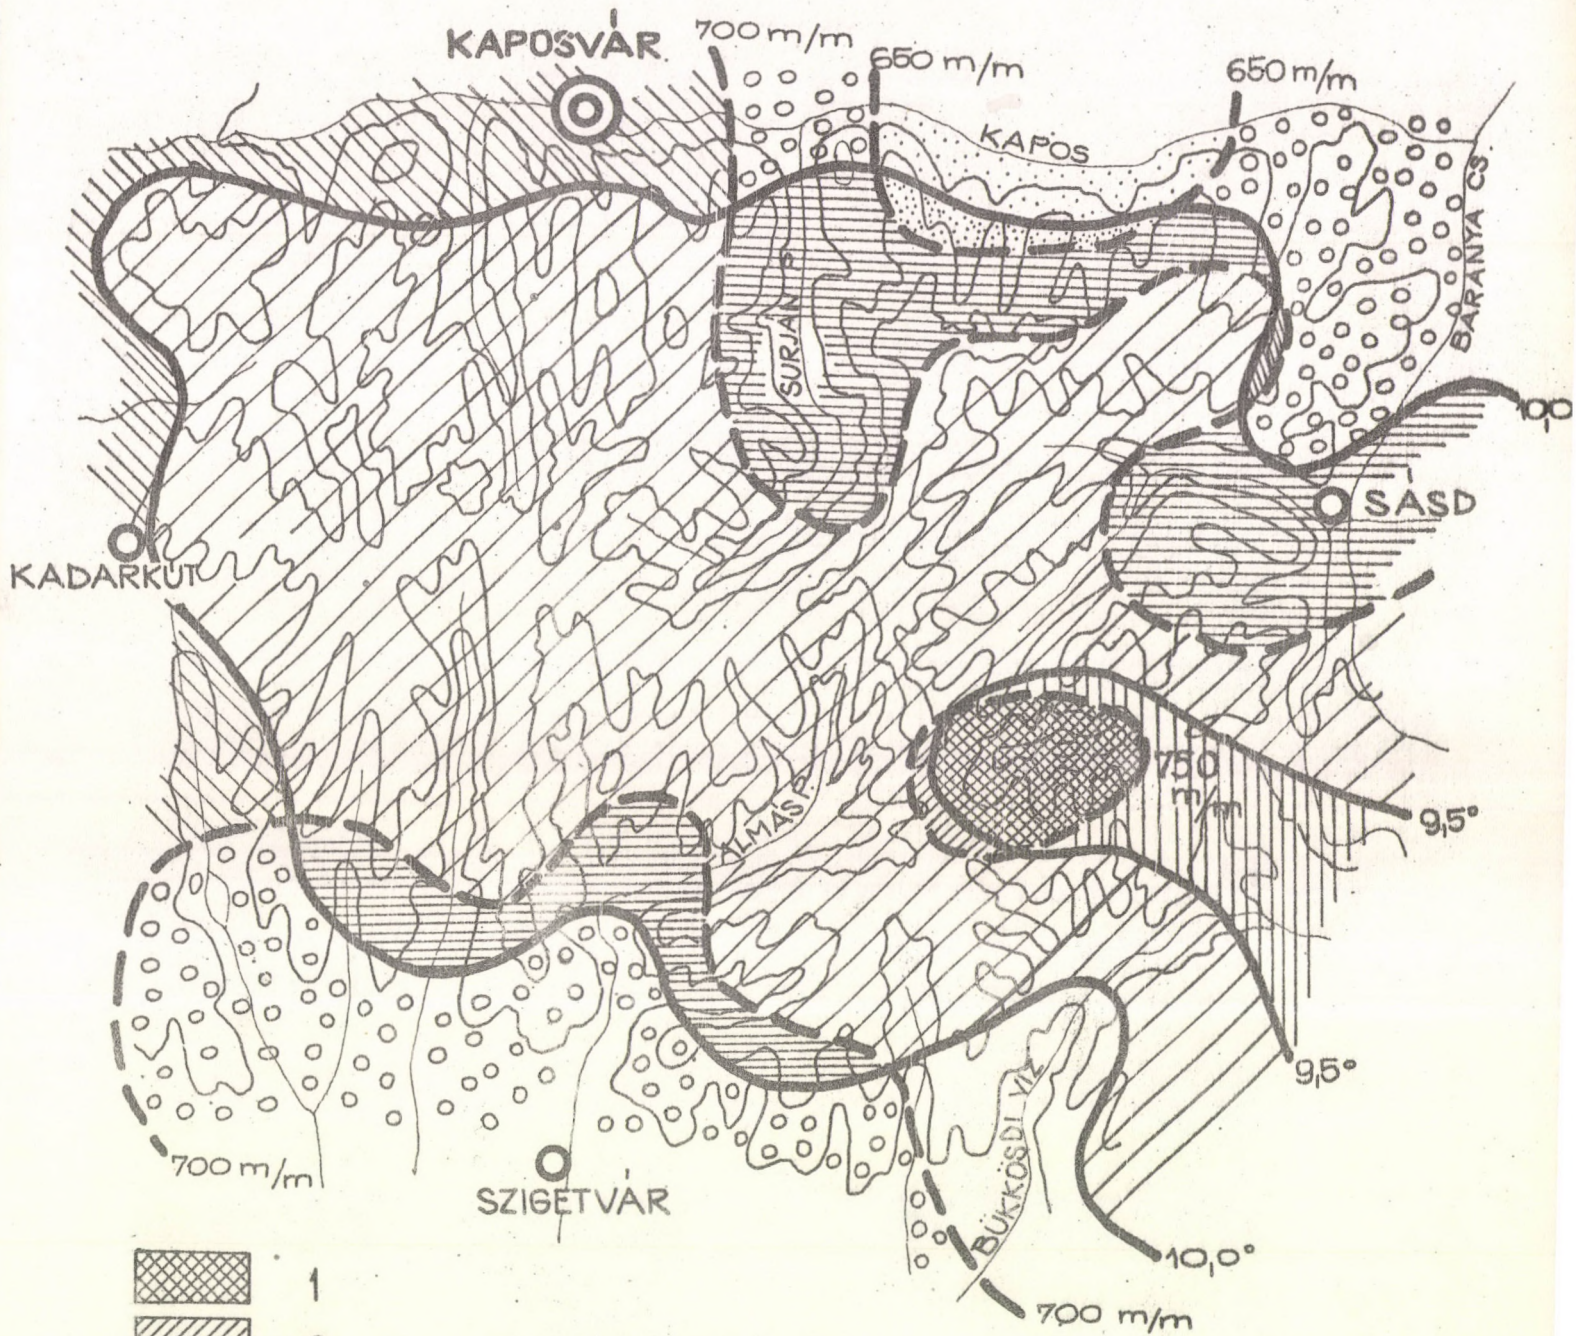 KAPOSVÁR
700 m/m
650 m/m
650 m/m
KAPOS
BARANYA CS.
SURJÁN P.
10,0
SÁSD
KADARKÚT
750
m/m
ALMÁS P.
9,5°
9,5°
700 m/m
SZIGETVÁR
BÜKKÖSDI VIZ
10,0°
700 m/m
1